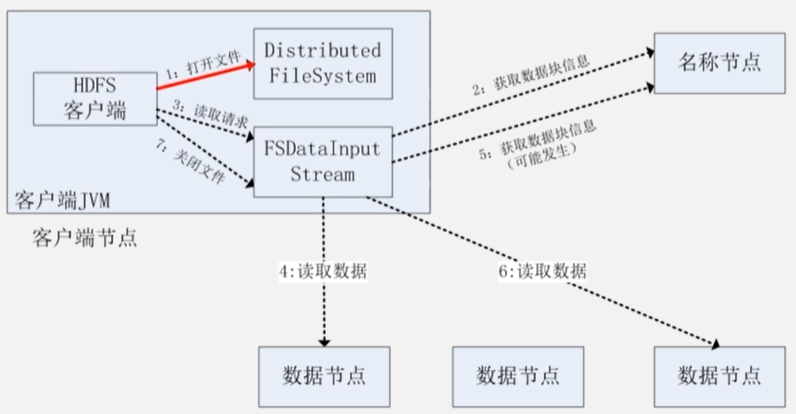 Distributed
FileSystem
HDFS
客户端
1: 打开文件
3: 读取请求
7: 关闭文件
FSDataInput
Stream
客户端JVM
客户端节点
2: 获取数据块信息
名称节点
5: 获取数据块信息
(可能发生)
4:读取数据
6:读取数据
数据节点
数据节点
数据节点